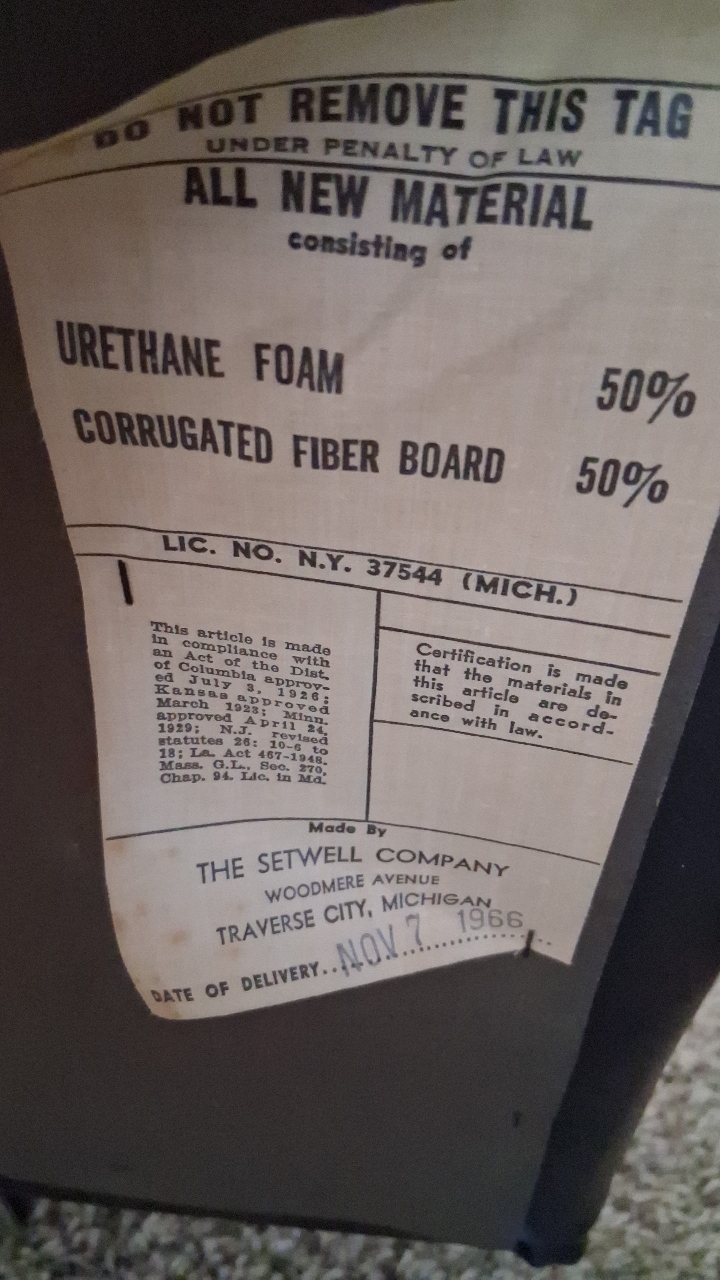 DO NOT REMOVE THIS TAG
UNDER PENALTY OF LAW
ALL NEW MATERIAL
consisting of
URETHANE FOAM 50%
CORRUGATED FIBER BOARD 50%
LIC. NO. N.Y. 37544 (MICH.)
This article is made
in compliance with
an Act of the Dist.
of Columbia approv-
ed July 3, 1926;
Kansas approved
March 1923; Minn.
approved April 24,
1929; N.J. revised
statutes 26: 10-6 to
18; La. Act 467-1948.
Mass. G.L., Sec. 270,
Chap. 94. Lic. in Md.
Certification is made
that the materials in
this article are de-
scribed in accord-
ance with law.
Made By
THE SETWELL COMPANY
WOODMERE AVENUE
TRAVERSE CITY, MICHIGAN
DATE OF DELIVERY.. NOV 7 1966